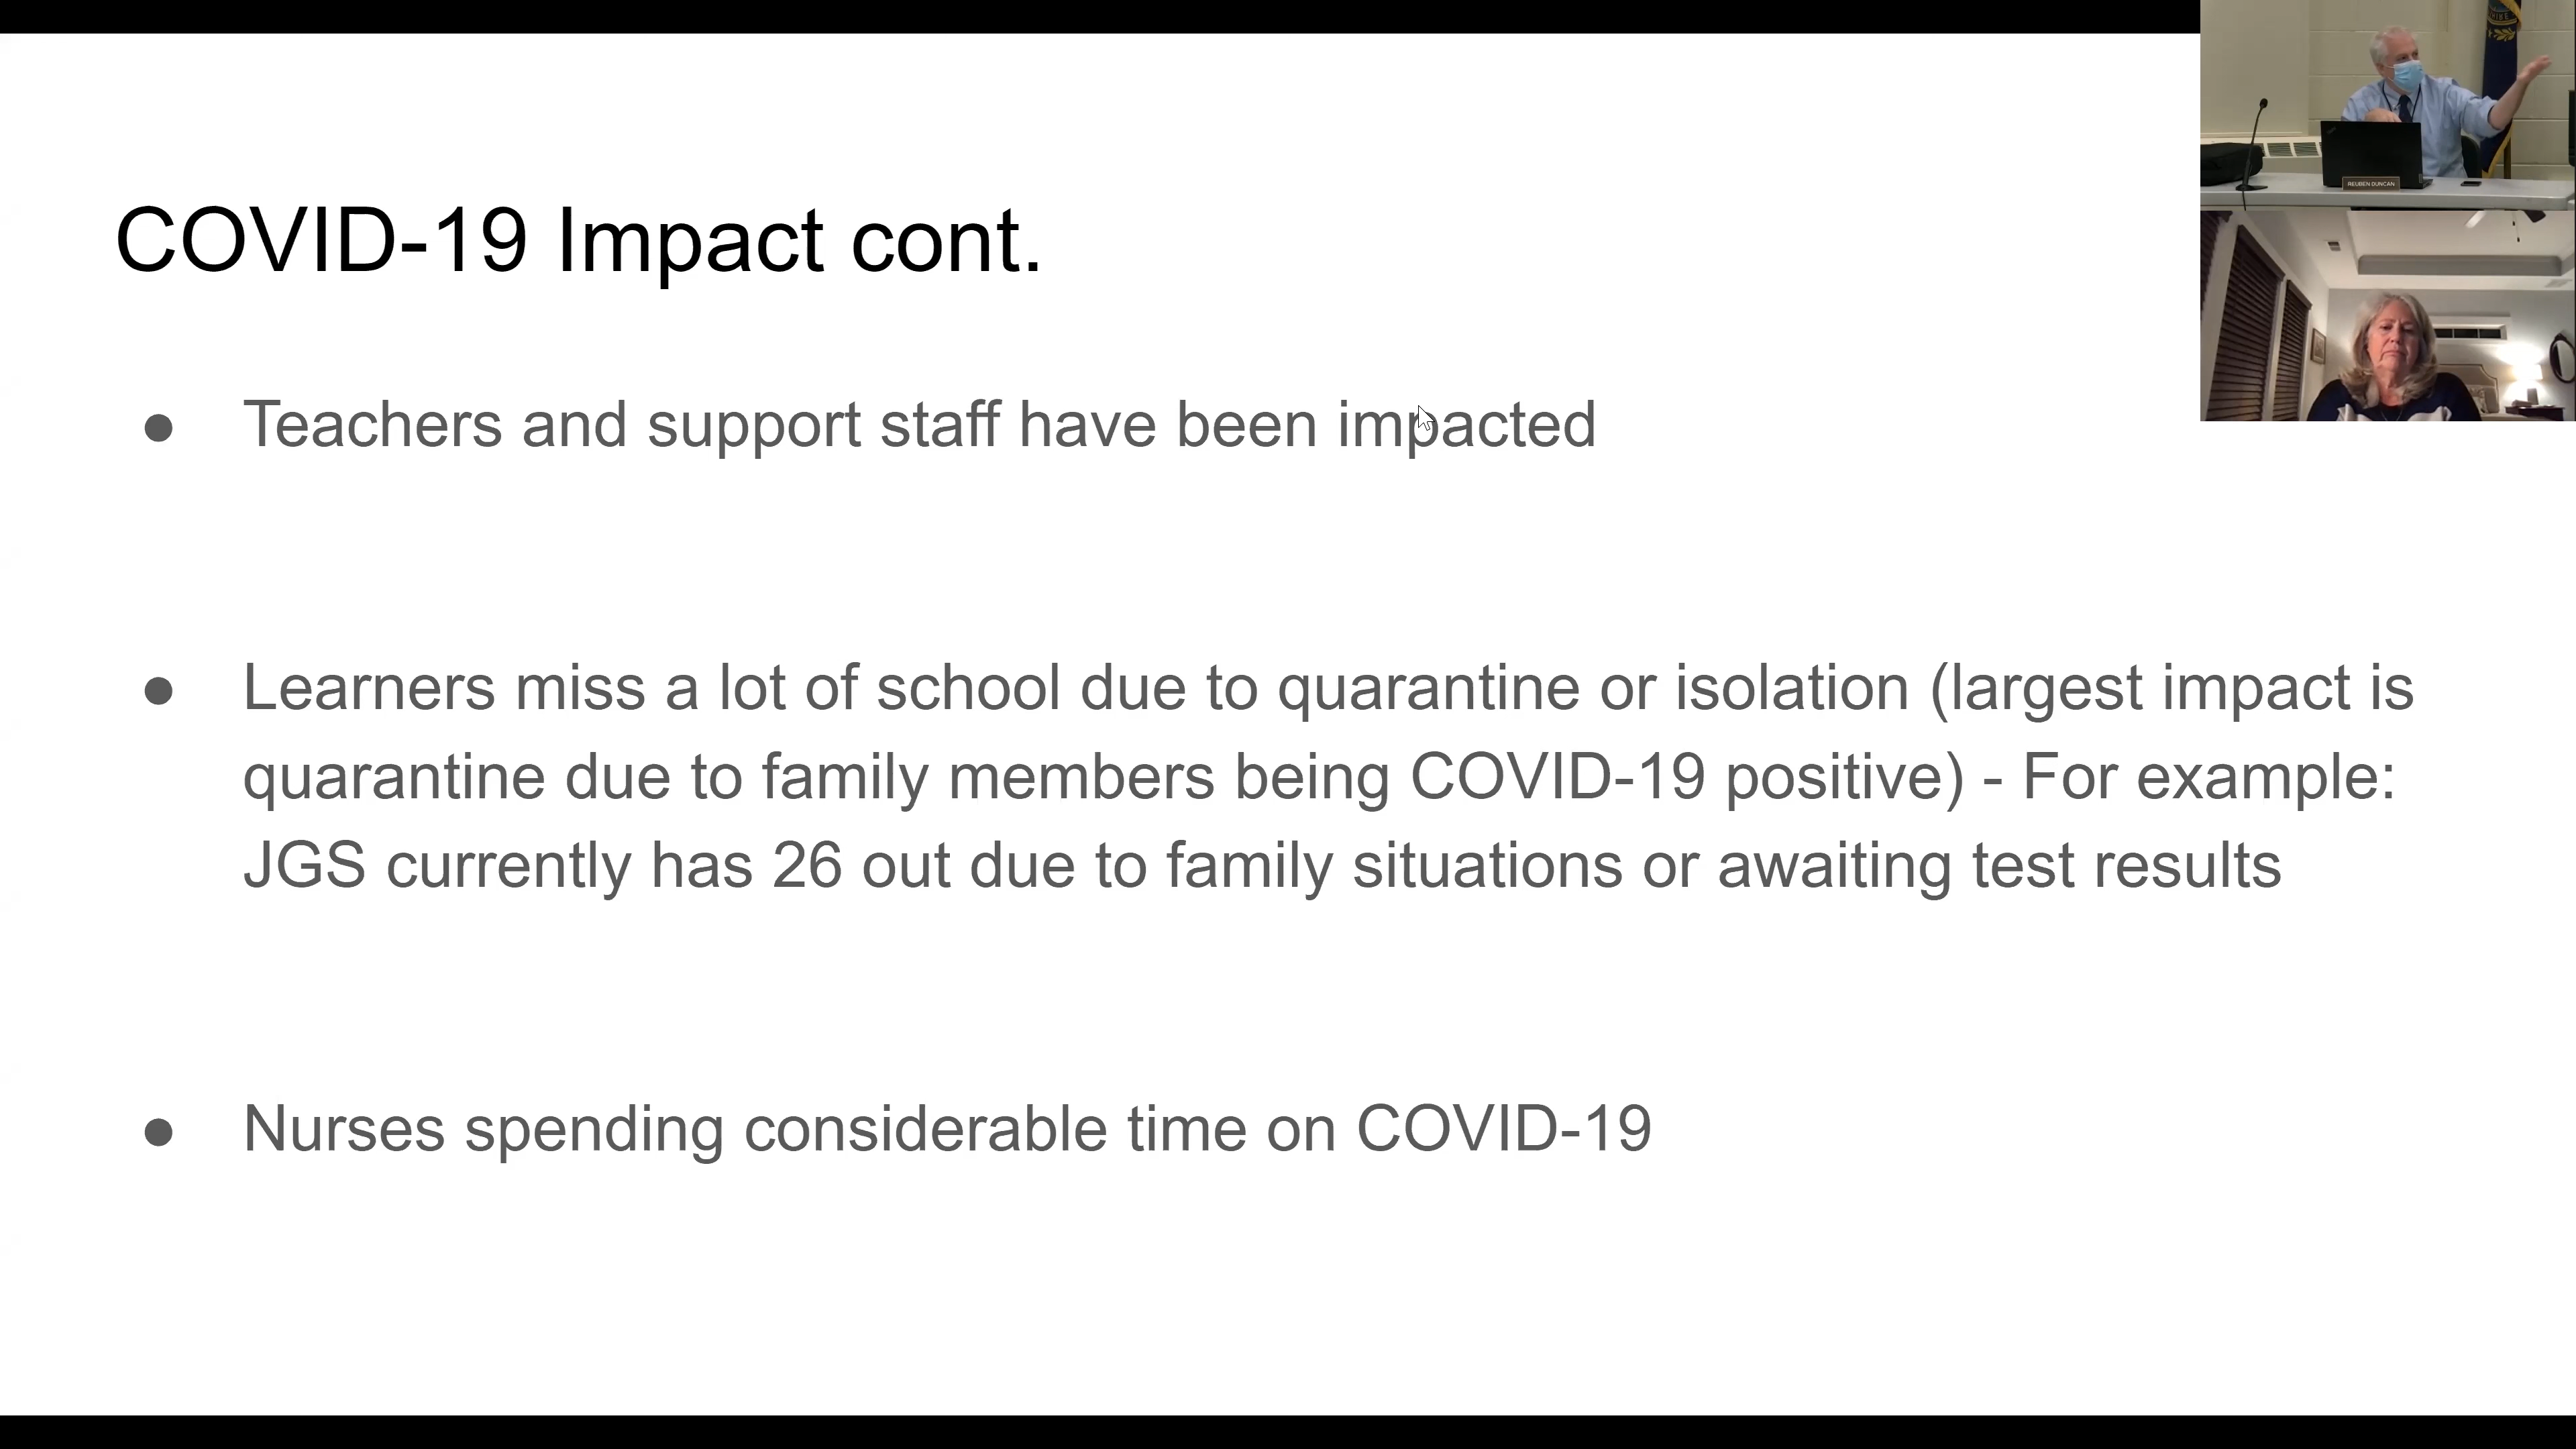 COVID-19 Impact cont.
● Teachers and support staff have been impacted
● Learners miss a lot of school due to quarantine or isolation (largest impact is
quarantine due to family members being COVID-19 positive) - For example:
JGS currently has 26 out due to family situations or awaiting test results
● Nurses spending considerable time on COVID-19
REUBEN DUNCAN